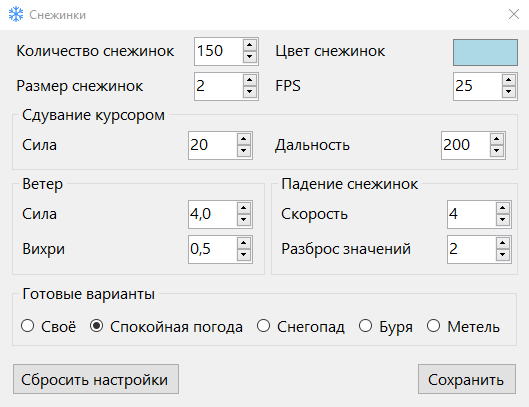 Снежинки
Количество снежинок 150 Цвет снежинок
Размер снежинок 2 FPS 25
Сдувание курсором
Сила 20 Дальность 200
Ветер Падение снежинок
Сила 4,0 Скорость 4
Вихри 0,5 Разброс значений 2
Готовые варианты
Своё Спокойная погода Снегопад Буря Метель
Сбросить настройки Сохранить